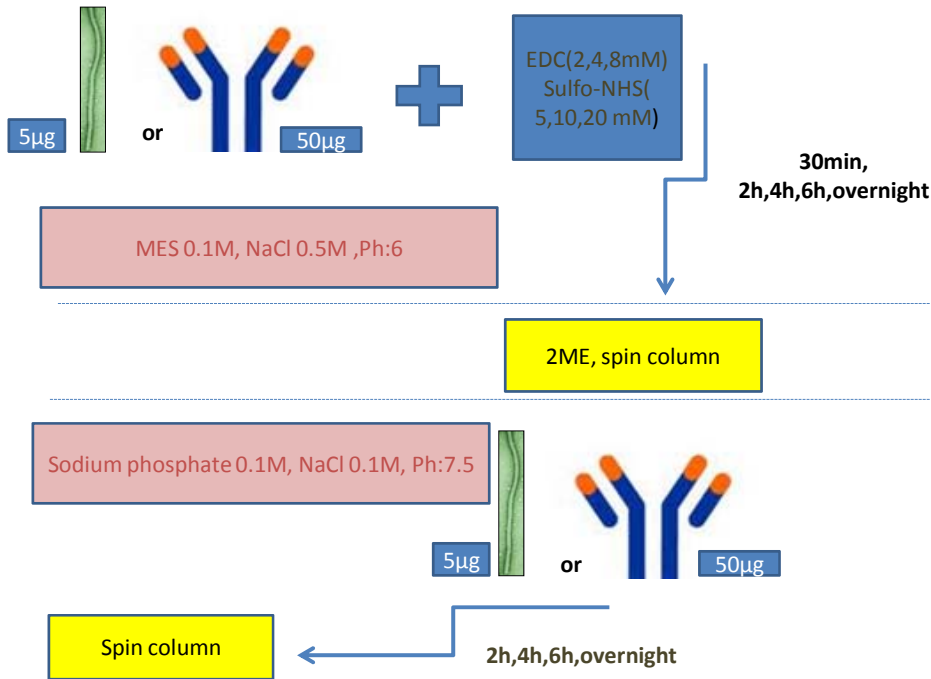 EDC(2,4,8mM)
Sulfo-NHS(
5,10,20 mM)
5µg
or
50µg
30min,
2h,4h,6h,overnight
MES 0.1M, NaCl 0.5M ,Ph:6
2ME, spin column
Sodium phosphate 0.1M, NaCl 0.1M, Ph:7.5
5µg
or
50µg
Spin column
2h,4h,6h,overnight